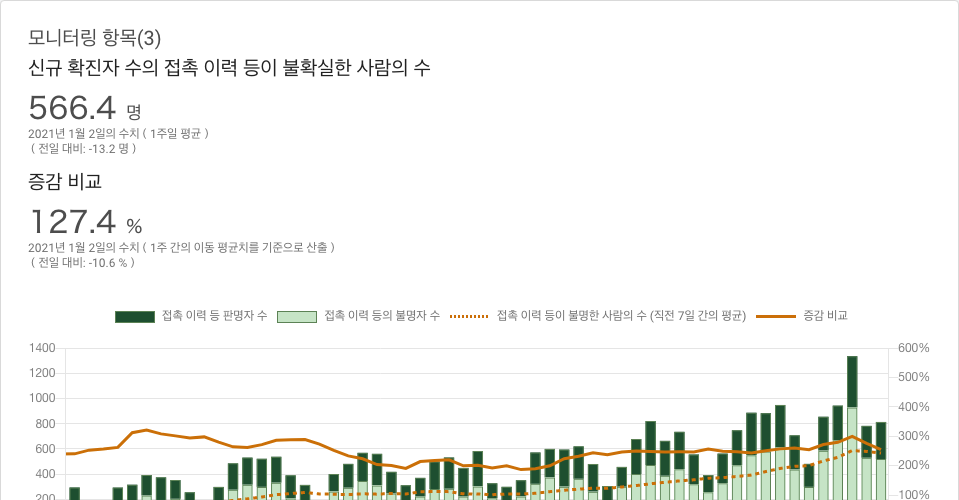 모니터링 항목(3)
신규 확진자 수의 접촉 이력 등이 불확실한 사람의 수
566.4 명
2021년 1월 2일의 수치 ( 1주일 평균 )
( 전일 대비: -13.2 명 )
증감 비교
127.4 %
2021년 1월 2일의 수치 ( 1주 간의 이동 평균치를 기준으로 산출 )
( 전일 대비: -10.6 % )
접촉 이력 등 판명자 수 접촉 이력 등의 불명자 수 접촉 이력 등이 불명한 사람의 수 (직전 7일 간의 평균) 증감 비교
1400 600%
1200 500%
1000 400%
800 300%
600 200%
400 100%
200